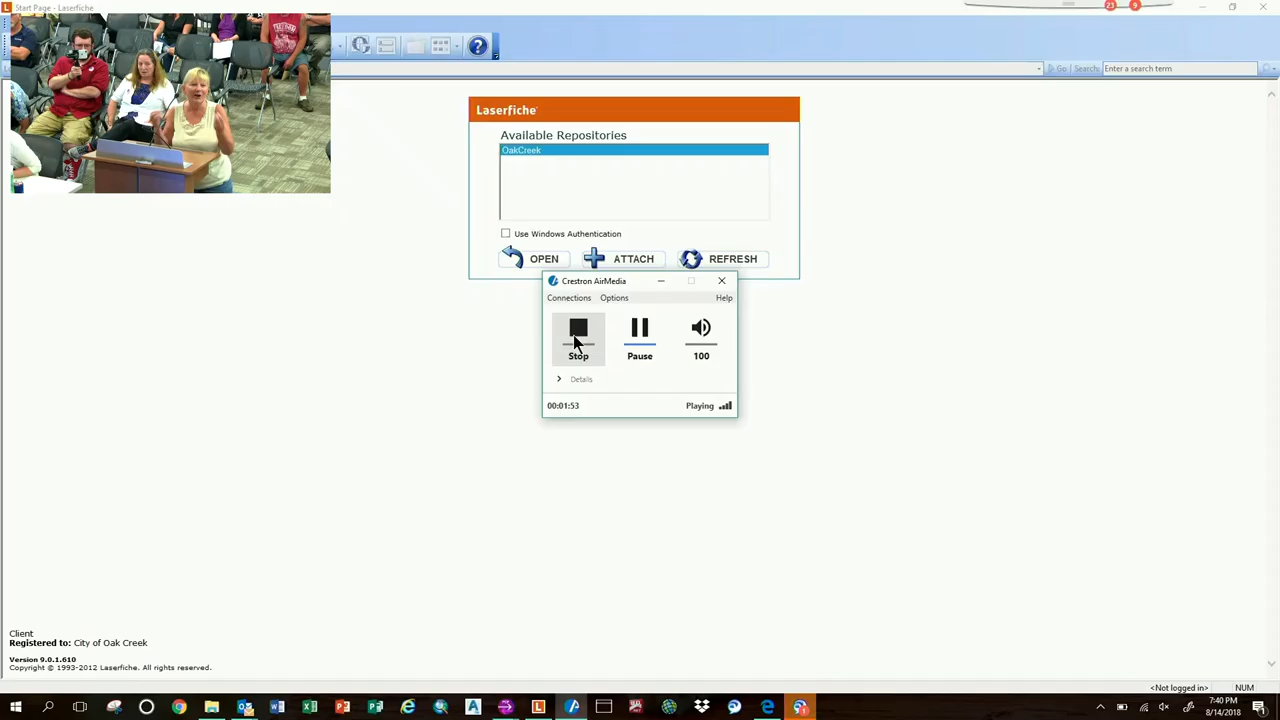 Start Page - Laserfiche
23
9
Go
Search:
Enter a search term
Laserfiche
Available Repositories
OakCreek
Use Windows Authentication
OPEN
ATTACH
REFRESH
Crestron AirMedia
Connections
Options
Help
Stop
Pause
100
Details
00:01:53
Playing
Client
Registered to: City of Oak Creek
Version 9.0.1.610
Copyright © 1993-2012 Laserfiche. All rights reserved.
<Not logged in>
NUM
7:40 PM
8/14/2018